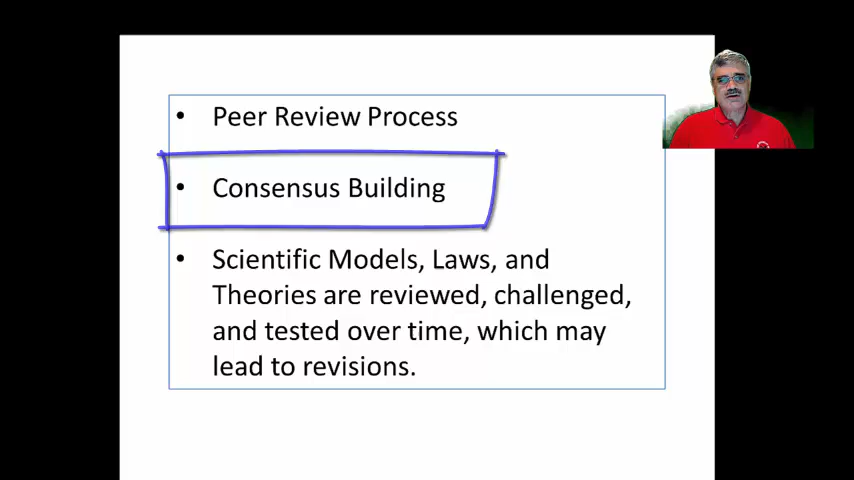 • Peer Review Process
• Consensus Building
• Scientific Models, Laws, and
Theories are reviewed, challenged,
and tested over time, which may
lead to revisions.